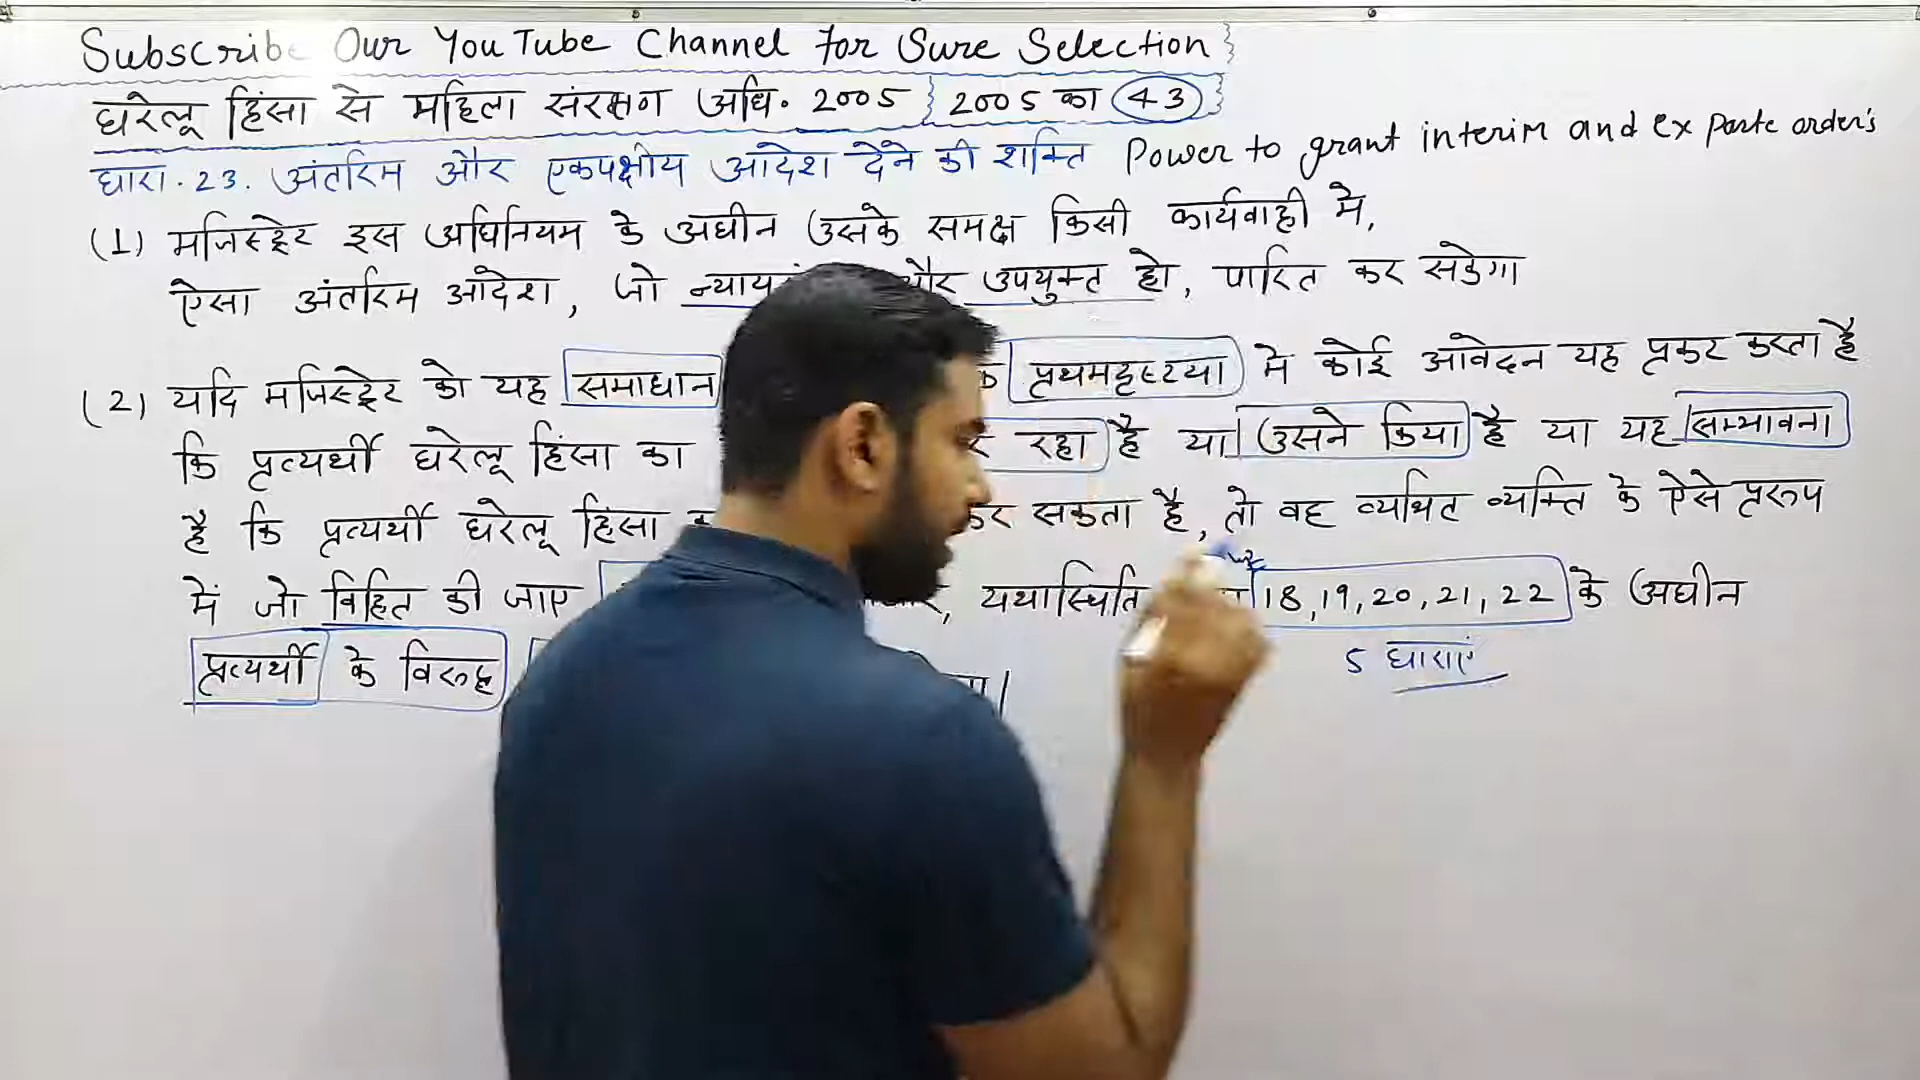 Subscribe Our YouTube Channel For Sure Selection
घरेलू हिंसा से महिला संरक्षण अधि. 2005 } 2005 का 43
धारा.23. अंतरिम और एकपक्षीय आदेश देने की शक्ति Power to grant interim and ex parte order's
(1) मजिस्ट्रेट इस अधिनियम के अधीन उसके समक्ष किसी कार्यवाही में,
ऐसा अंतरिम आदेश, जो और उपयुक्त हो, पारित कर सकेगा
(2) यदि मजिस्ट्रेट को यह समाधान प्रथमदृष्टया में कोई आवेदन यह प्रकट करता है
कि प्रत्यर्थी घरेलू हिंसा का रहा है या उसने किया है या यह सम्भावना
है कि प्रत्यर्थी घरेलू हिंसा कर सकता है, तो वह व्यथित व्यक्ति के ऐसे प्ररूप
में जो विहित की जाए , यथास्थिति 18, 19, 20, 21, 22 के अधीन
5 धाराएं
प्रत्यर्थी के विरुद्ध